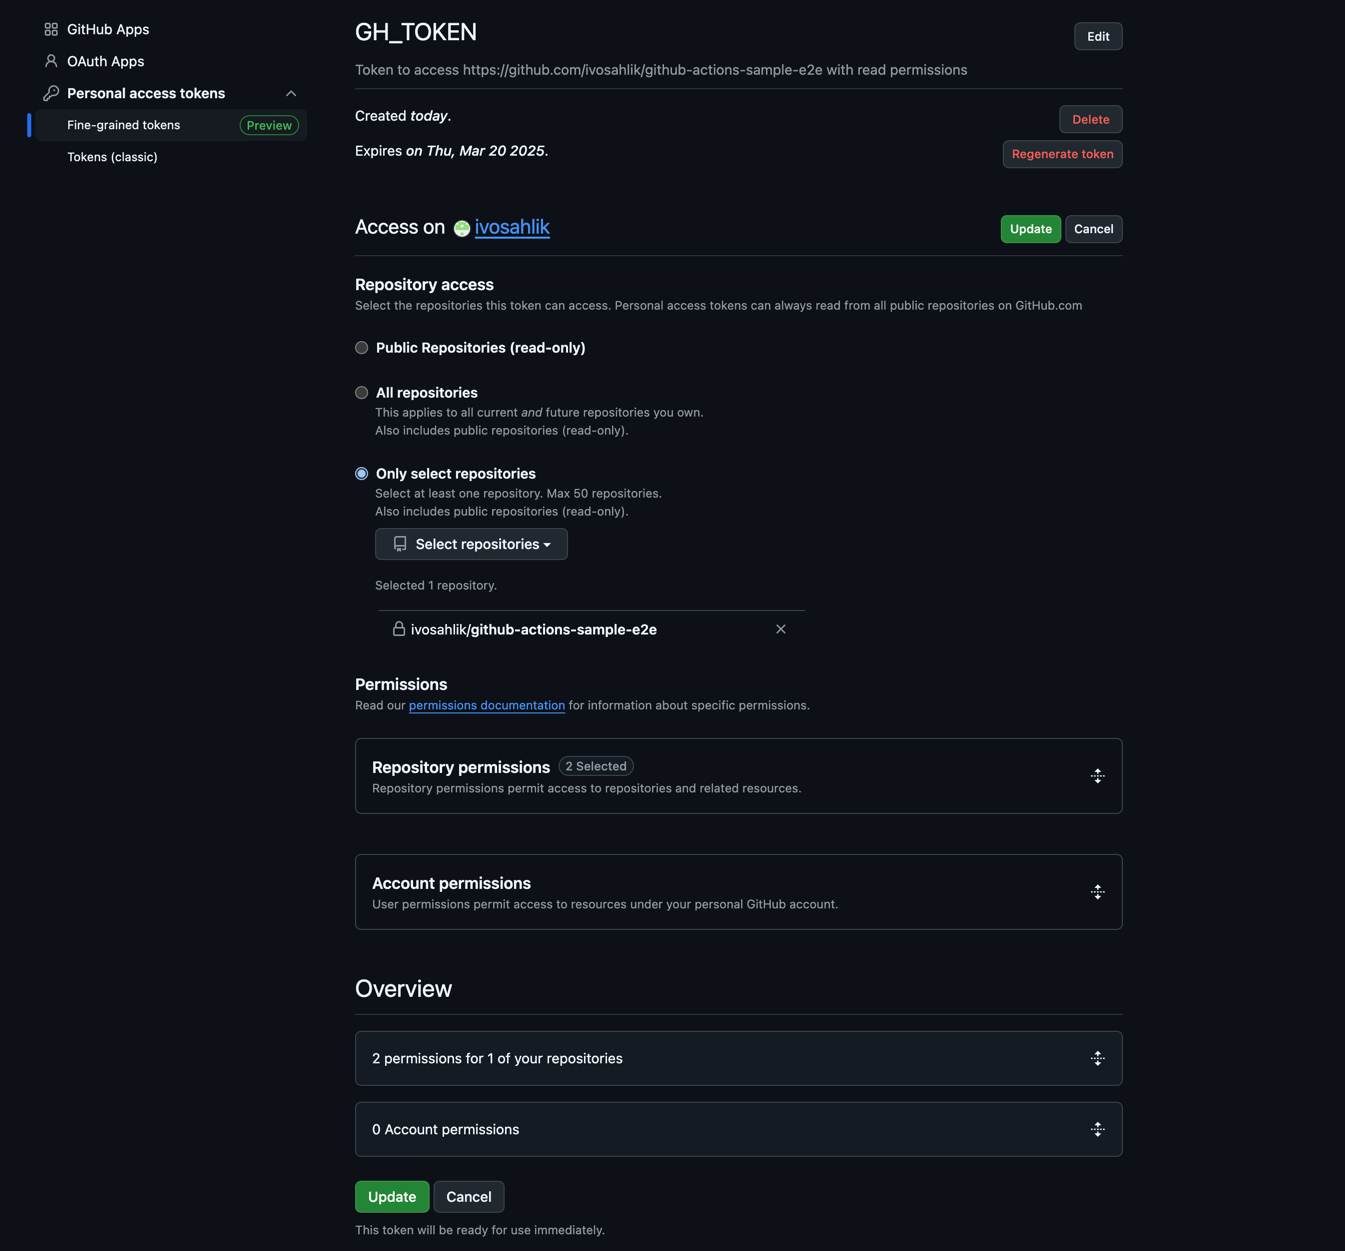 GitHub Apps
OAuth Apps
Personal access tokens
Fine-grained tokens Preview
Tokens (classic)
GH_TOKEN
Edit
Token to access https://github.com/ivosahlik/github-actions-sample-e2e with read permissions
Created today.
Delete
Expires on Thu, Mar 20 2025.
Regenerate token
Access on ivosahlik
Update Cancel
Repository access
Select the repositories this token can access. Personal access tokens can always read from all public repositories on GitHub.com
Public Repositories (read-only)
All repositories
This applies to all current and future repositories you own.
Also includes public repositories (read-only).
Only select repositories
Select at least one repository. Max 50 repositories.
Also includes public repositories (read-only).
Select repositories
Selected 1 repository.
ivosahlik/github-actions-sample-e2e
Permissions
Read our permissions documentation for information about specific permissions.
Repository permissions 2 Selected
Repository permissions permit access to repositories and related resources.
Account permissions
User permissions permit access to resources under your personal GitHub account.
Overview
2 permissions for 1 of your repositories
0 Account permissions
Update Cancel
This token will be ready for use immediately.